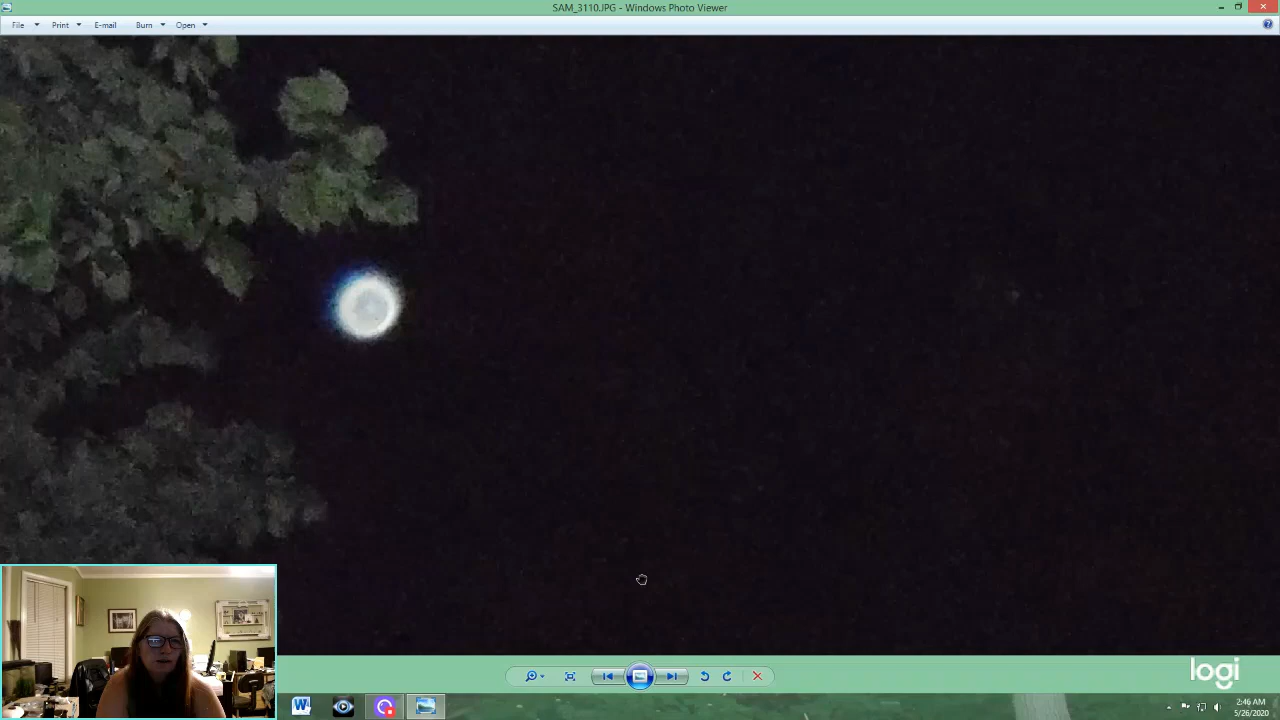 SAM_3110.JPG - Windows Photo Viewer
File Print E-mail Burn Open
logi
2:46 AM
5/26/2020